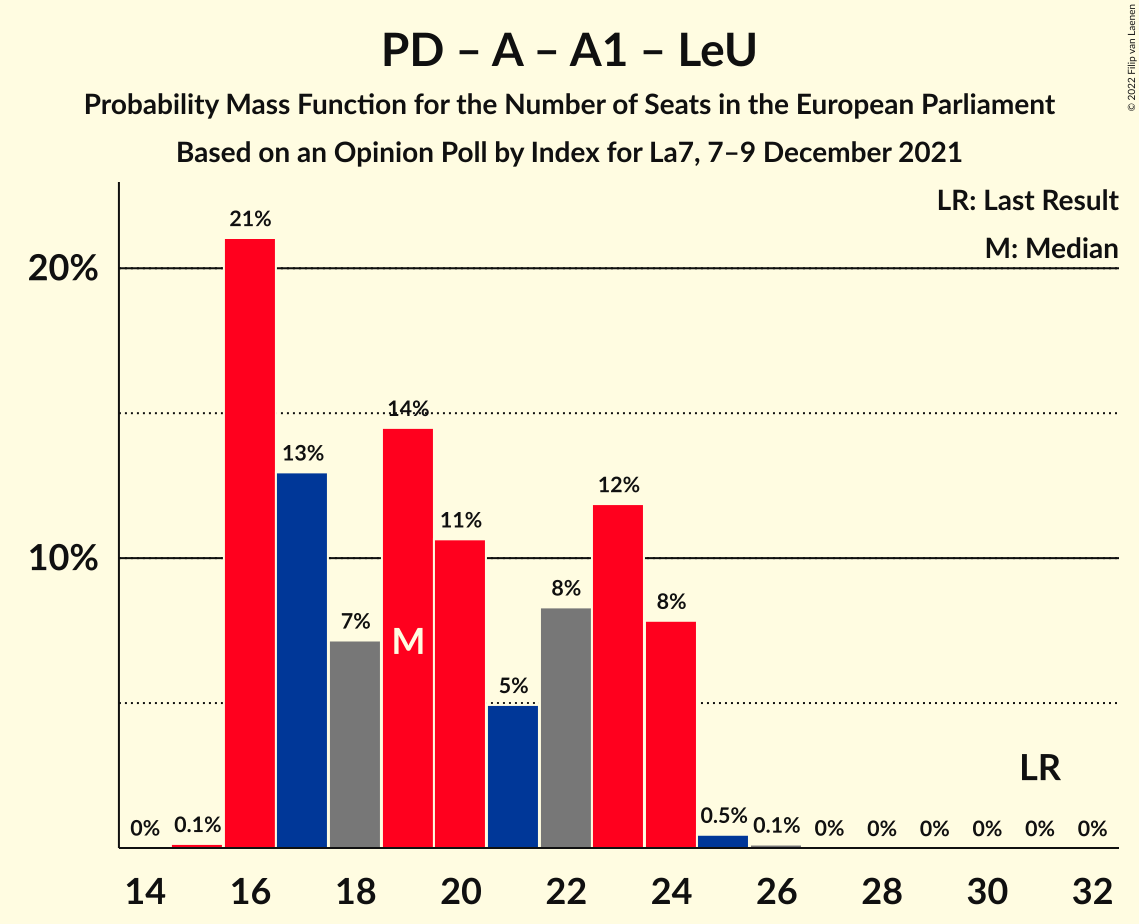 PD – A – A1 – LeU
Probability Mass Function for the Number of Seats in the European Parliament
Based on an Opinion Poll by Index for La7, 7–9 December 2021
© 2022 Filip van Laenen
LR: Last Result
M: Median
20%
10%
0%
0.1%
21%
13%
7%
14%
M
11%
5%
8%
12%
8%
0.5%
0.1%
0%
0%
0%
0%
LR
0%
0%
14 16 18 20 22 24 26 28 30 32